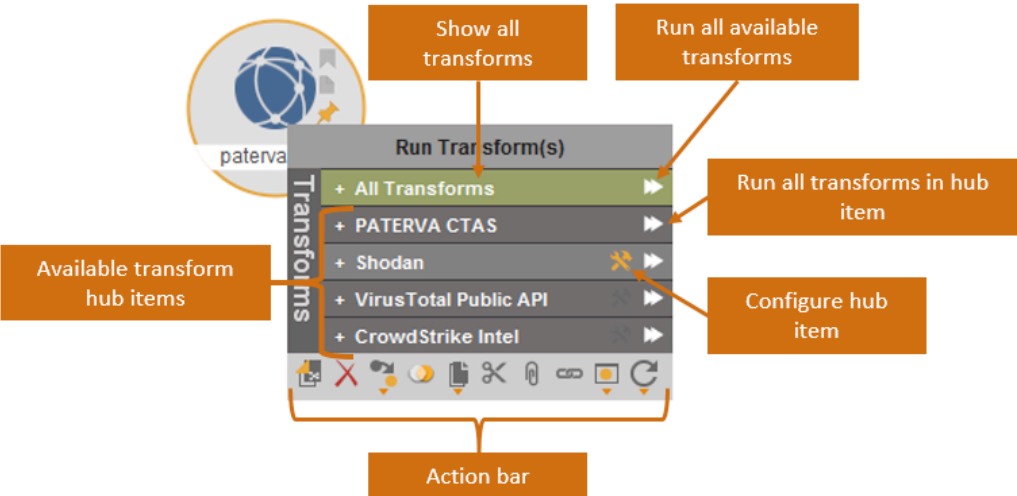 Show all
transforms
Run all available
transforms
paterva
Run Transform(s)
Transforms
+ All Transforms
+ PATERVA CTAS
+ Shodan
+ VirusTotal Public API
+ CrowdStrike Intel
Run all transforms in hub
item
Available transform
hub items
Configure hub
item
Action bar